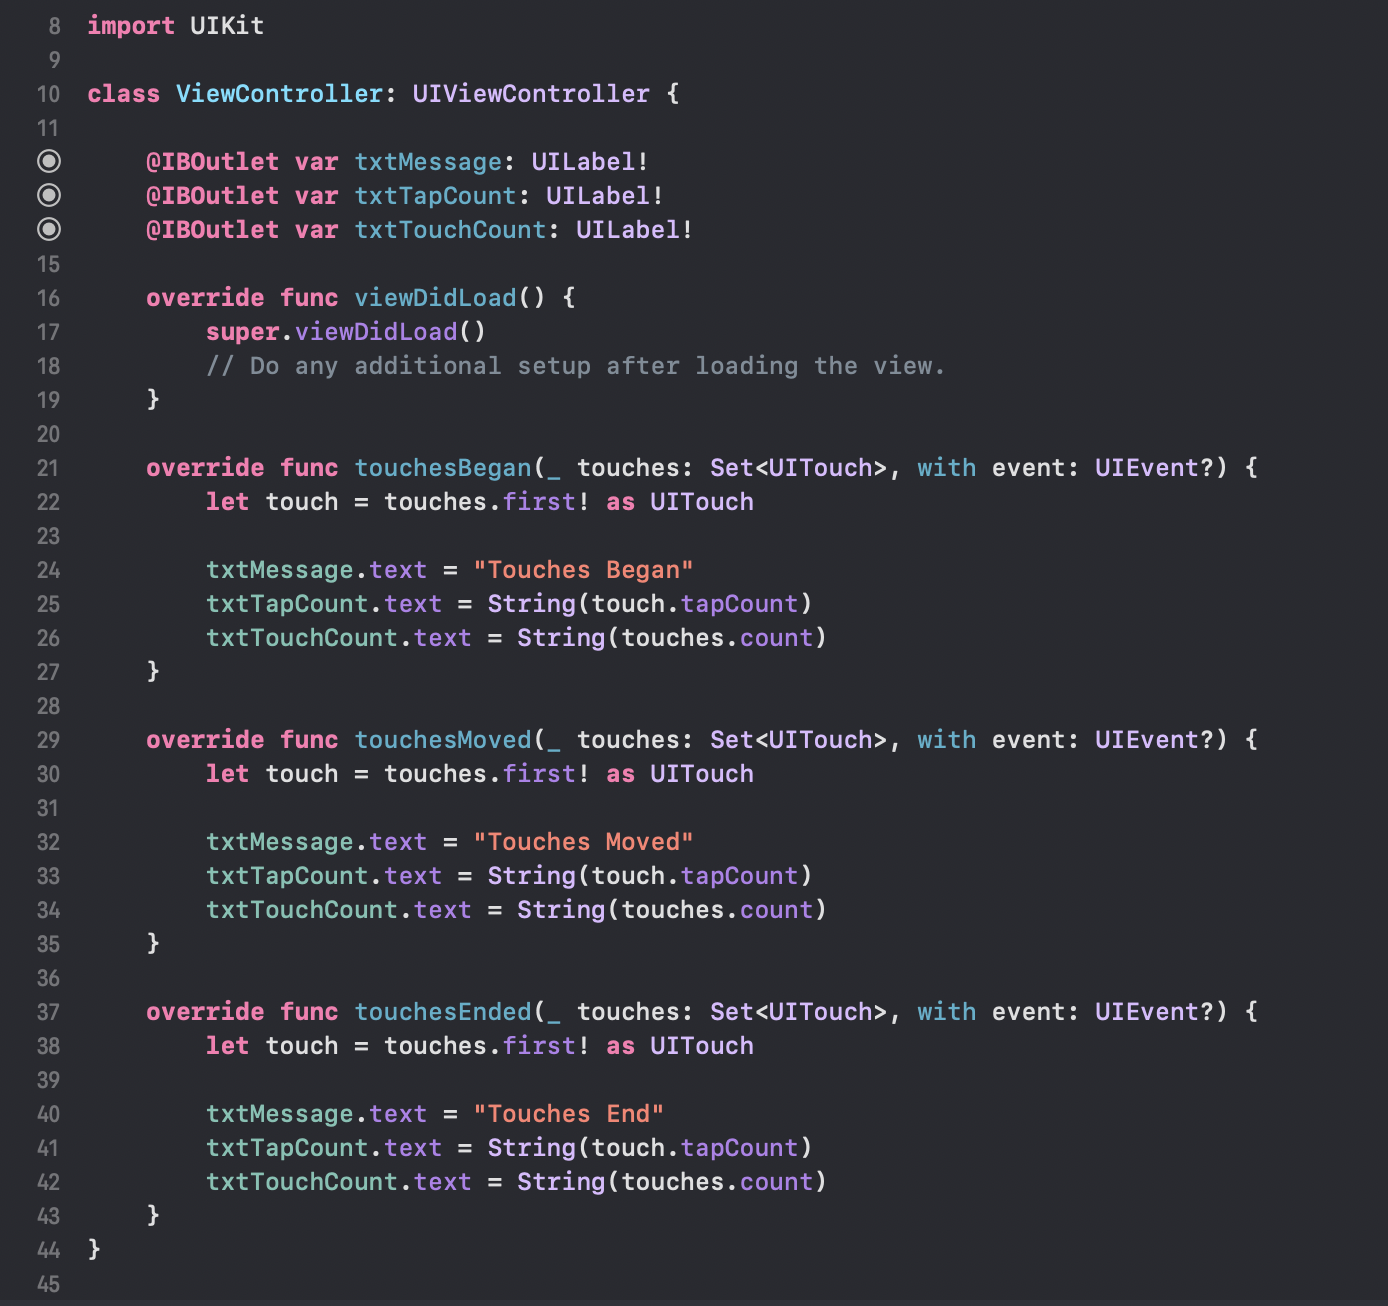 8 import UIKit
9
10 class ViewController: UIViewController {
11
@IBOutlet var txtMessage: UILabel!
@IBOutlet var txtTapCount: UILabel!
@IBOutlet var txtTouchCount: UILabel!
15
16 override func viewDidLoad() {
17 super.viewDidLoad()
18 // Do any additional setup after loading the view.
19 }
20
21 override func touchesBegan(_ touches: Set<UITouch>, with event: UIEvent?) {
22 let touch = touches.first! as UITouch
23
24 txtMessage.text = "Touches Began"
25 txtTapCount.text = String(touch.tapCount)
26 txtTouchCount.text = String(touches.count)
27 }
28
29 override func touchesMoved(_ touches: Set<UITouch>, with event: UIEvent?) {
30 let touch = touches.first! as UITouch
31
32 txtMessage.text = "Touches Moved"
33 txtTapCount.text = String(touch.tapCount)
34 txtTouchCount.text = String(touches.count)
35 }
36
37 override func touchesEnded(_ touches: Set<UITouch>, with event: UIEvent?) {
38 let touch = touches.first! as UITouch
39
40 txtMessage.text = "Touches End"
41 txtTapCount.text = String(touch.tapCount)
42 txtTouchCount.text = String(touches.count)
43 }
44 }
45